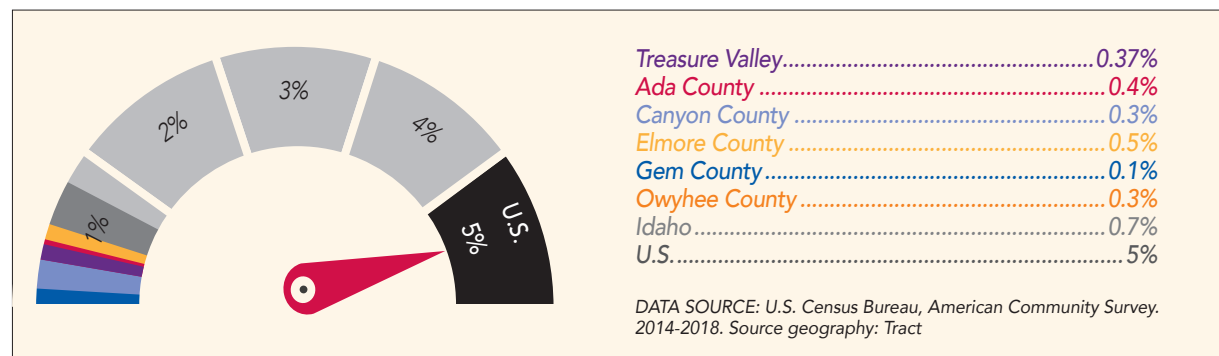 1%
2%
3%
4%
U.S.
5%
Treasure Valley..........................................................0.37%
Ada County ................................................................ 0.4%
Canyon County .......................................................... 0.3%
Elmore County ........................................................... 0.5%
Gem County............................................................... 0.1%
Owyhee County ......................................................... 0.3%
Idaho ......................................................................... 0.7%
U.S. ............................................................................... 5%
DATA SOURCE: U.S. Census Bureau, American Community Survey.
2014-2018. Source geography: Tract